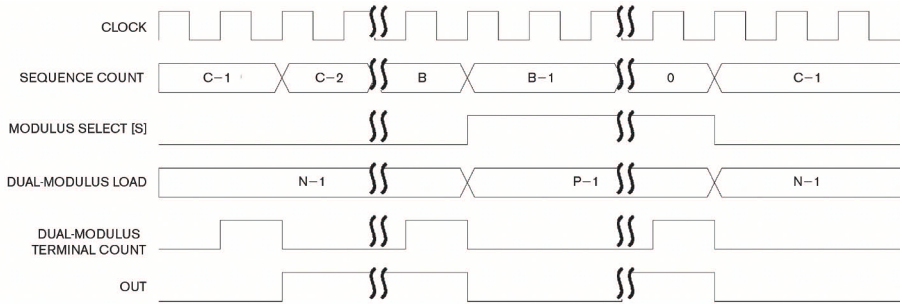 CLOCK
SEQUENCE COUNT
C−1
C−2
B
B−1
0
C−1
MODULUS SELECT [S]
DUAL-MODULUS LOAD
N−1
P−1
N−1
DUAL-MODULUS
TERMINAL COUNT
OUT